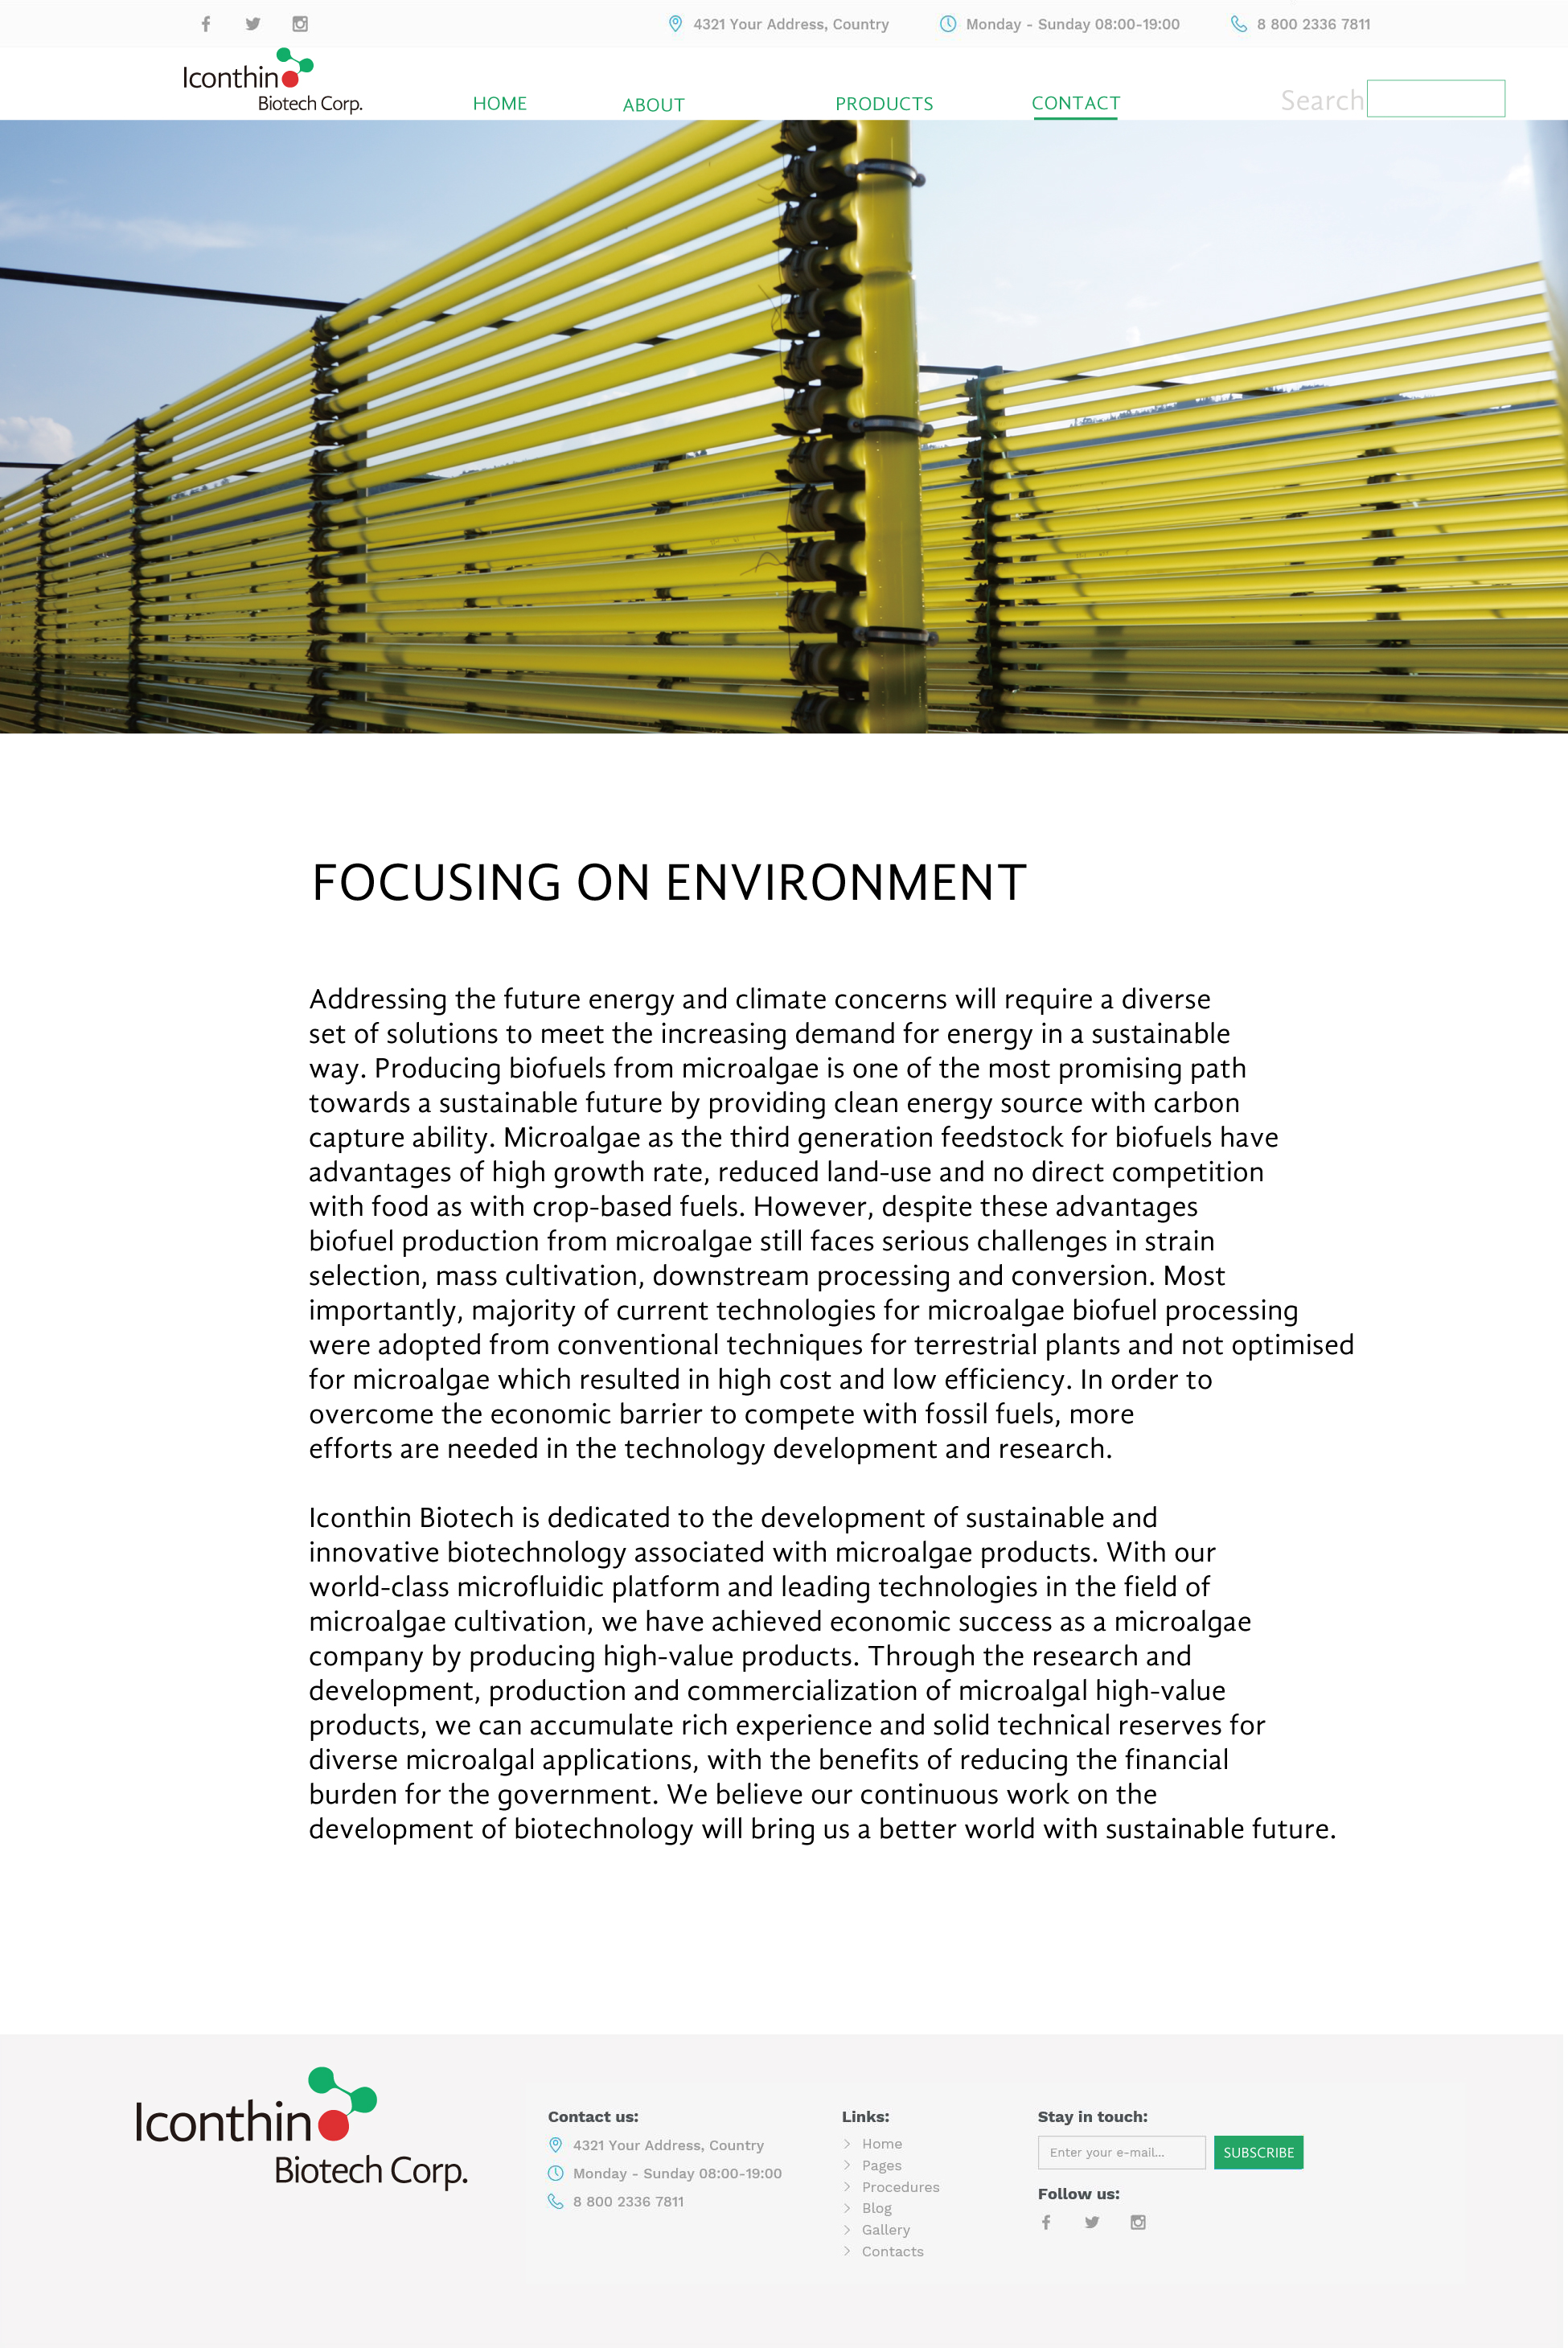 4321 Your Address, Country
Monday - Sunday 08:00-19:00
8 800 2336 7811
Iconthin
Biotech Corp.
HOME
ABOUT
PRODUCTS
CONTACT
Search
FOCUSING ON ENVIRONMENT
Addressing the future energy and climate concerns will require a diverse
set of solutions to meet the increasing demand for energy in a sustainable
way. Producing biofuels from microalgae is one of the most promising path
towards a sustainable future by providing clean energy source with carbon
capture ability. Microalgae as the third generation feedstock for biofuels have
advantages of high growth rate, reduced land-use and no direct competition
with food as with crop-based fuels. However, despite these advantages
biofuel production from microalgae still faces serious challenges in strain
selection, mass cultivation, downstream processing and conversion. Most
importantly, majority of current technologies for microalgae biofuel processing
were adopted from conventional techniques for terrestrial plants and not optimised
for microalgae which resulted in high cost and low efficiency. In order to
overcome the economic barrier to compete with fossil fuels, more
efforts are needed in the technology development and research.
Iconthin Biotech is dedicated to the development of sustainable and
innovative biotechnology associated with microalgae products. With our
world-class microfluidic platform and leading technologies in the field of
microalgae cultivation, we have achieved economic success as a microalgae
company by producing high-value products. Through the research and
development, production and commercialization of microalgal high-value
products, we can accumulate rich experience and solid technical reserves for
diverse microalgal applications, with the benefits of reducing the financial
burden for the government. We believe our continuous work on the
development of biotechnology will bring us a better world with sustainable future.
Iconthin
Biotech Corp.
Contact us:
4321 Your Address, Country
Monday - Sunday 08:00-19:00
8 800 2336 7811
Links:
Home
Pages
Procedures
Blog
Gallery
Contacts
Stay in touch:
Enter your e-mail...
SUBSCRIBE
Follow us: